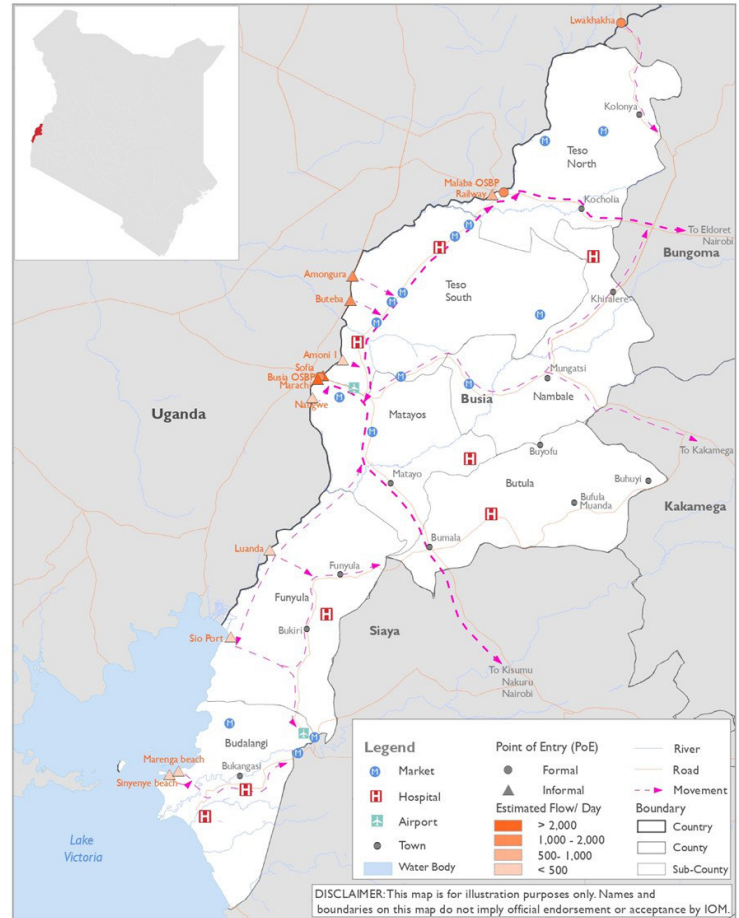 Lwakhakha
Kolonya
Teso
North
Malaba OSBP
Railway
Kocholia
To Eldoret
Nairobi
Bungoma
Amongura
Teso
South
Buteba
Khiralere
Amoni 1
Sofia
Busia OSBP
Marach
Mungatsi
Nangwe
Busia
Nambale
Uganda
Matayos
To Kakamega
Buyofu
Matayo
Butula
Buhuyi
Bufula
Muanda
Kakamega
Bumala
Luanda
Funyula
Funyula
Bukiri
Siaya
Sio Port
To Kisumu
Nakuru
Nairobi
Budalangi
Marenga beach
Bukangasi
Sinyenye beach
Lake
Victoria
Legend
Market
Hospital
Airport
Town
Water Body
Point of Entry (PoE)
Formal
Informal
Estimated Flow/ Day
> 2,000
1,000 - 2,000
500- 1,000
< 500
River
Road
Movement
Boundary
Country
County
Sub-County
DISCLAIMER: This map is for illustration purposes only. Names and
boundaries on this map do not imply official endorsement or acceptance by IOM.